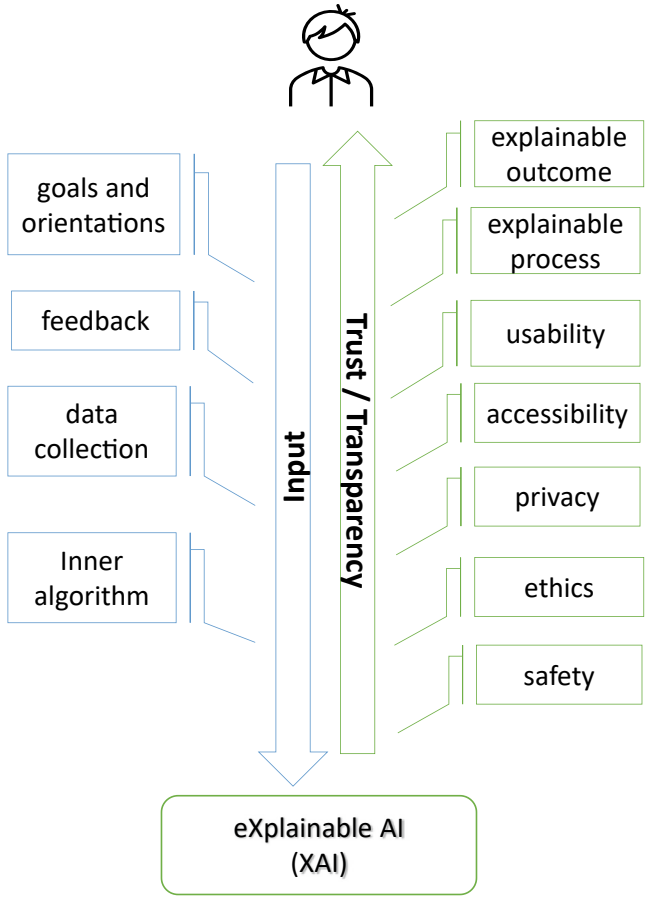 goals and
orientations
feedback
data
collection
Inner
algorithm
Input
Trust / Transparency
explainable
outcome
explainable
process
usability
accessibility
privacy
ethics
safety
eXplainable AI
(XAI)